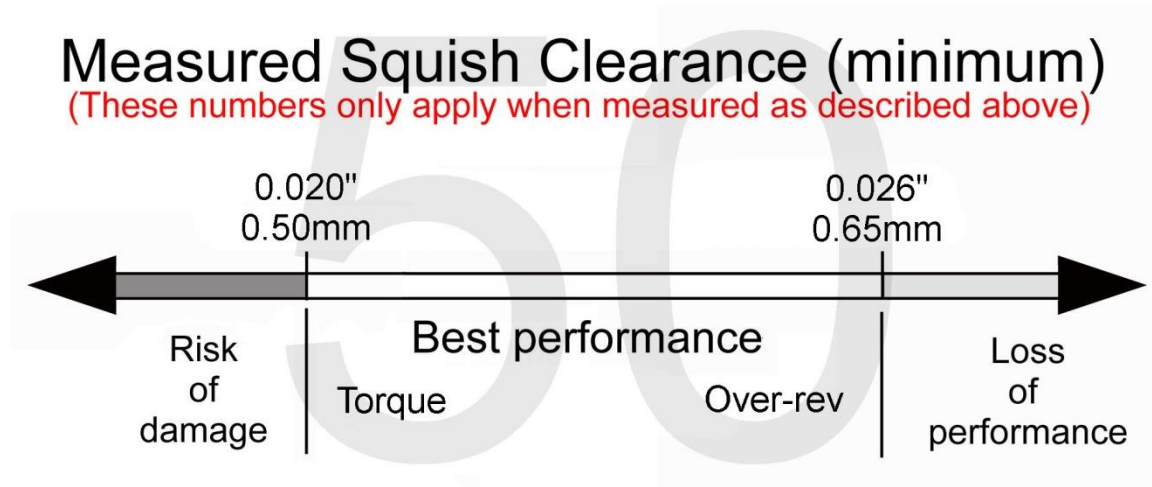 Measured Squish Clearance (minimum)
(These numbers only apply when measured as described above)
50
0.020"
0.50mm
0.026"
0.65mm
Best performance
Risk
of
damage
Torque
Over-rev
Loss
of
performance